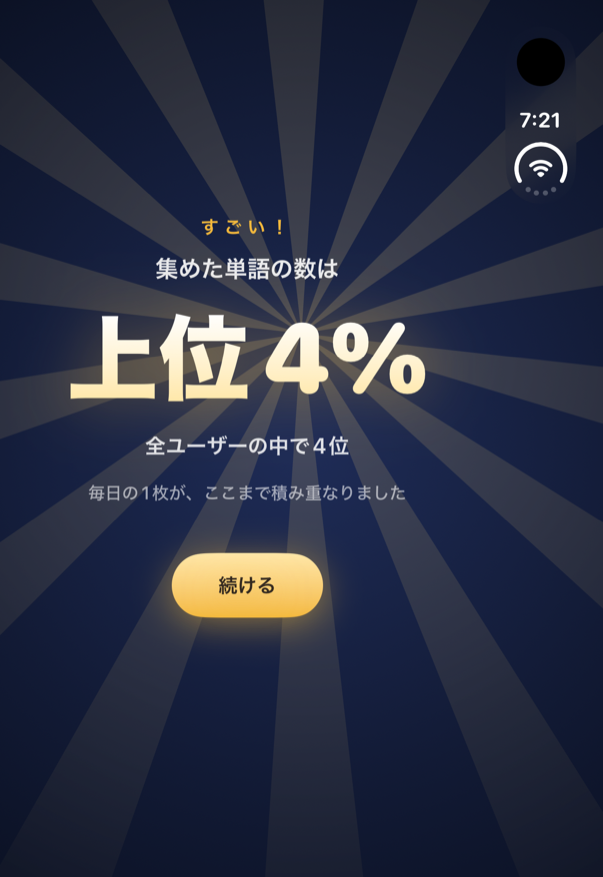 7:21
すごい！
集めた単語の数は
上位4%
全ユーザーの中で4位
毎日の1枚が、ここまで積み重なりました
続ける